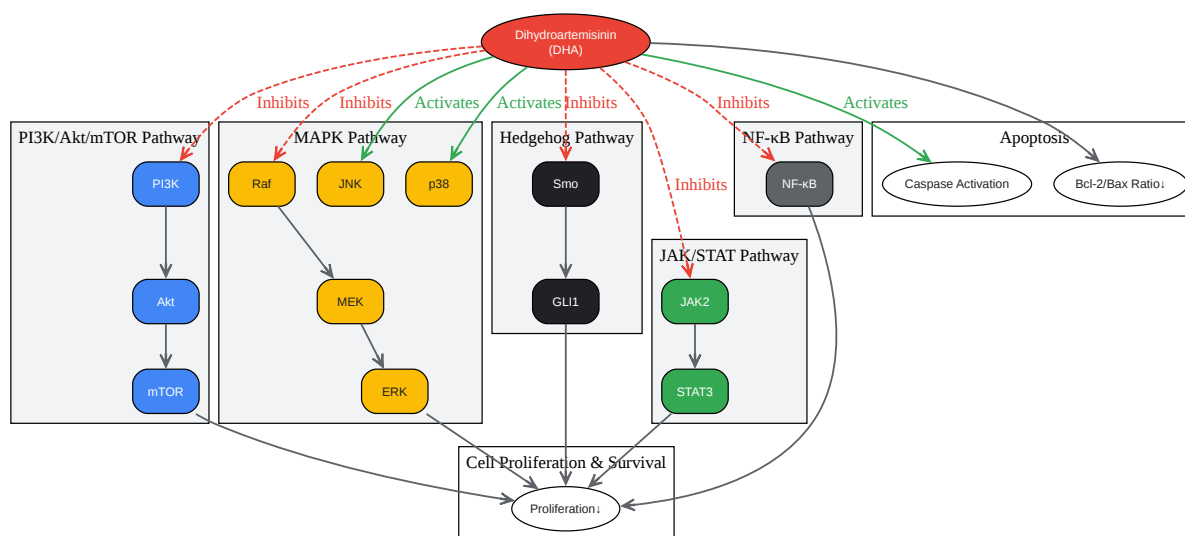 Dihydroartemisinin
(DHA)
Inhibits
Inhibits
Activates
Activates
Inhibits
Inhibits
Activates
PI3K/Akt/mTOR Pathway
MAPK Pathway
Hedgehog Pathway
NF-κB Pathway
Apoptosis
PI3K
Raf
JNK
p38
Smo
Inhibits
NF-κB
Caspase Activation
Bcl-2/Bax Ratio↓
JAK/STAT Pathway
Akt
MEK
GLI1
JAK2
mTOR
ERK
STAT3
Cell Proliferation & Survival
Proliferation↓